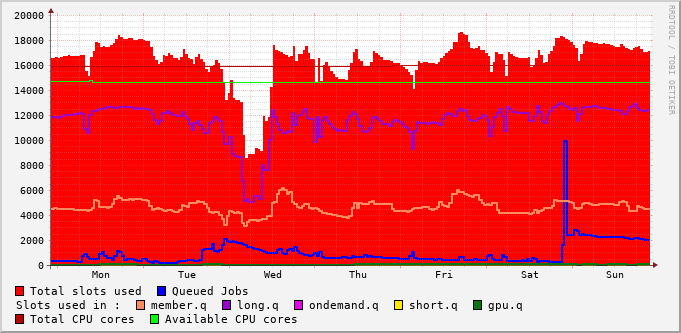 20000
18000
16000
14000
12000
10000
8000
6000
4000
2000
0
Mon Tue Wed Thu Fri Sat Sun
RRDTOOL / TOBI OETIKER
Total slots used Queued Jobs
Slots used in : member.q long.q ondemand.q short.q gpu.q
Total CPU cores Available CPU cores